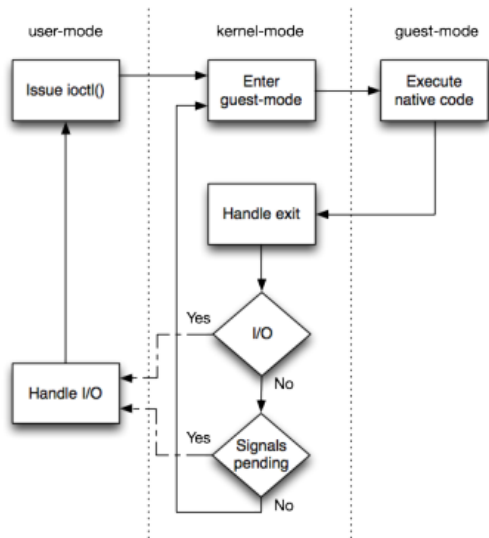 user-mode
kernel-mode
guest-mode
Issue ioctl()
Enter
guest-mode
Execute
native code
Handle exit
Yes
I/O
No
Handle I/O
Yes
Signals
pending
No